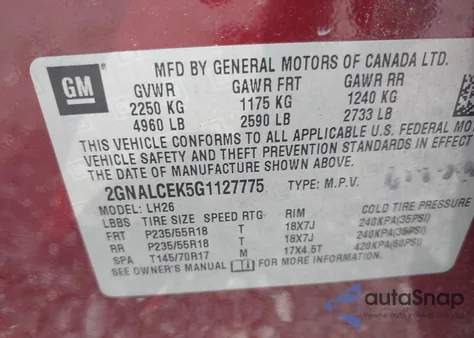 GM
MFD BY GENERAL MOTORS OF CANADA LTD.
GVWR GAWR FRT GAWR RR
2250 KG 1175 KG 1240 KG
4960 LB 2590 LB 2733 LB
THIS VEHICLE CONFORMS TO ALL APPLICABLE U.S. FEDERAL MOTO
VEHICLE SAFETY AND THEFT PREVENTION STANDARDS IN EFFECT
THE DATE OF MANUFACTURE SHOWN ABOVE.
2GNALCEK5G1127775 TYPE: M.P.V.
MODEL: LH26
LBBS TIRE SIZE SPEED RTG RIM COLD TIRE PRESSUR
FRT P235/55R18 T 18X7J 240KPA(35PSI)
RR P235/55R18 T 18X7J 240KPA(35PSI)
SPA T145/70R17 M 17X4.5T 420KPA(60PSI)
SEE OWNER'S MANUAL FOR MORE INFORMATION.
autoSnap